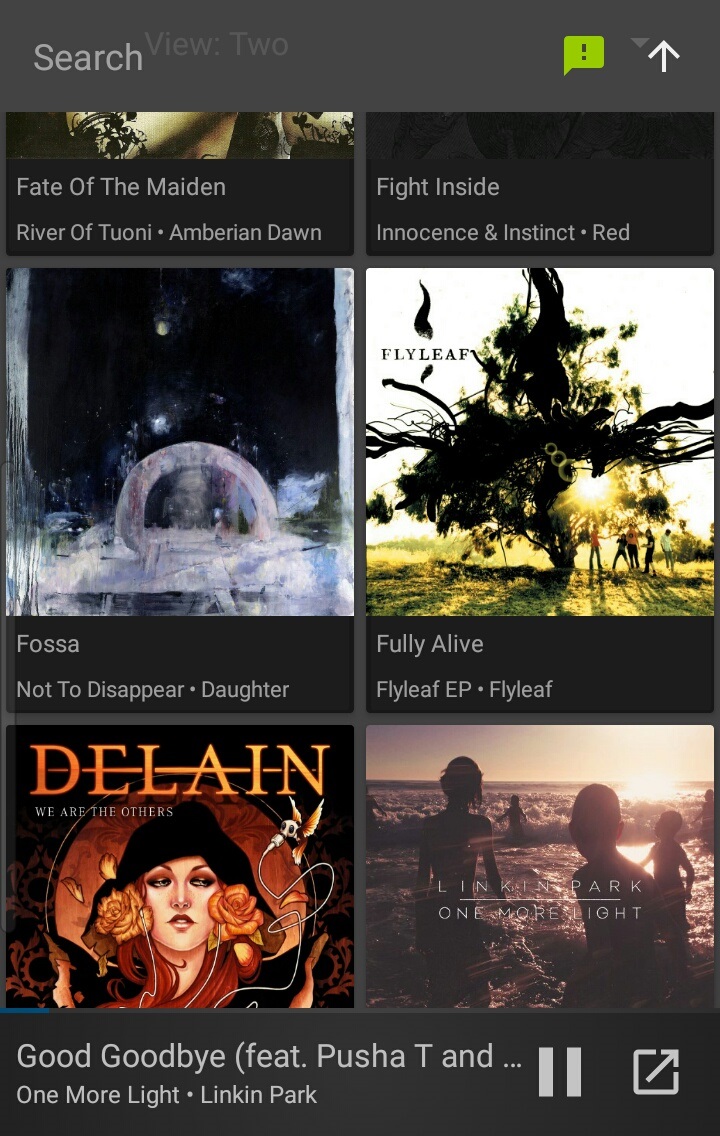 Search
View: Two
Fate Of The Maiden
River Of Tuoni • Amberian Dawn
Fight Inside
Innocence & Instinct • Red
FLYLEAF
Fossa
Not To Disappear • Daughter
Fully Alive
Flyleaf EP • Flyleaf
DELAIN
WE ARE THE OTHERS
LINKIN PARK
ONE MORE LIGHT
Good Goodbye (feat. Pusha T and ...
One More Light • Linkin Park